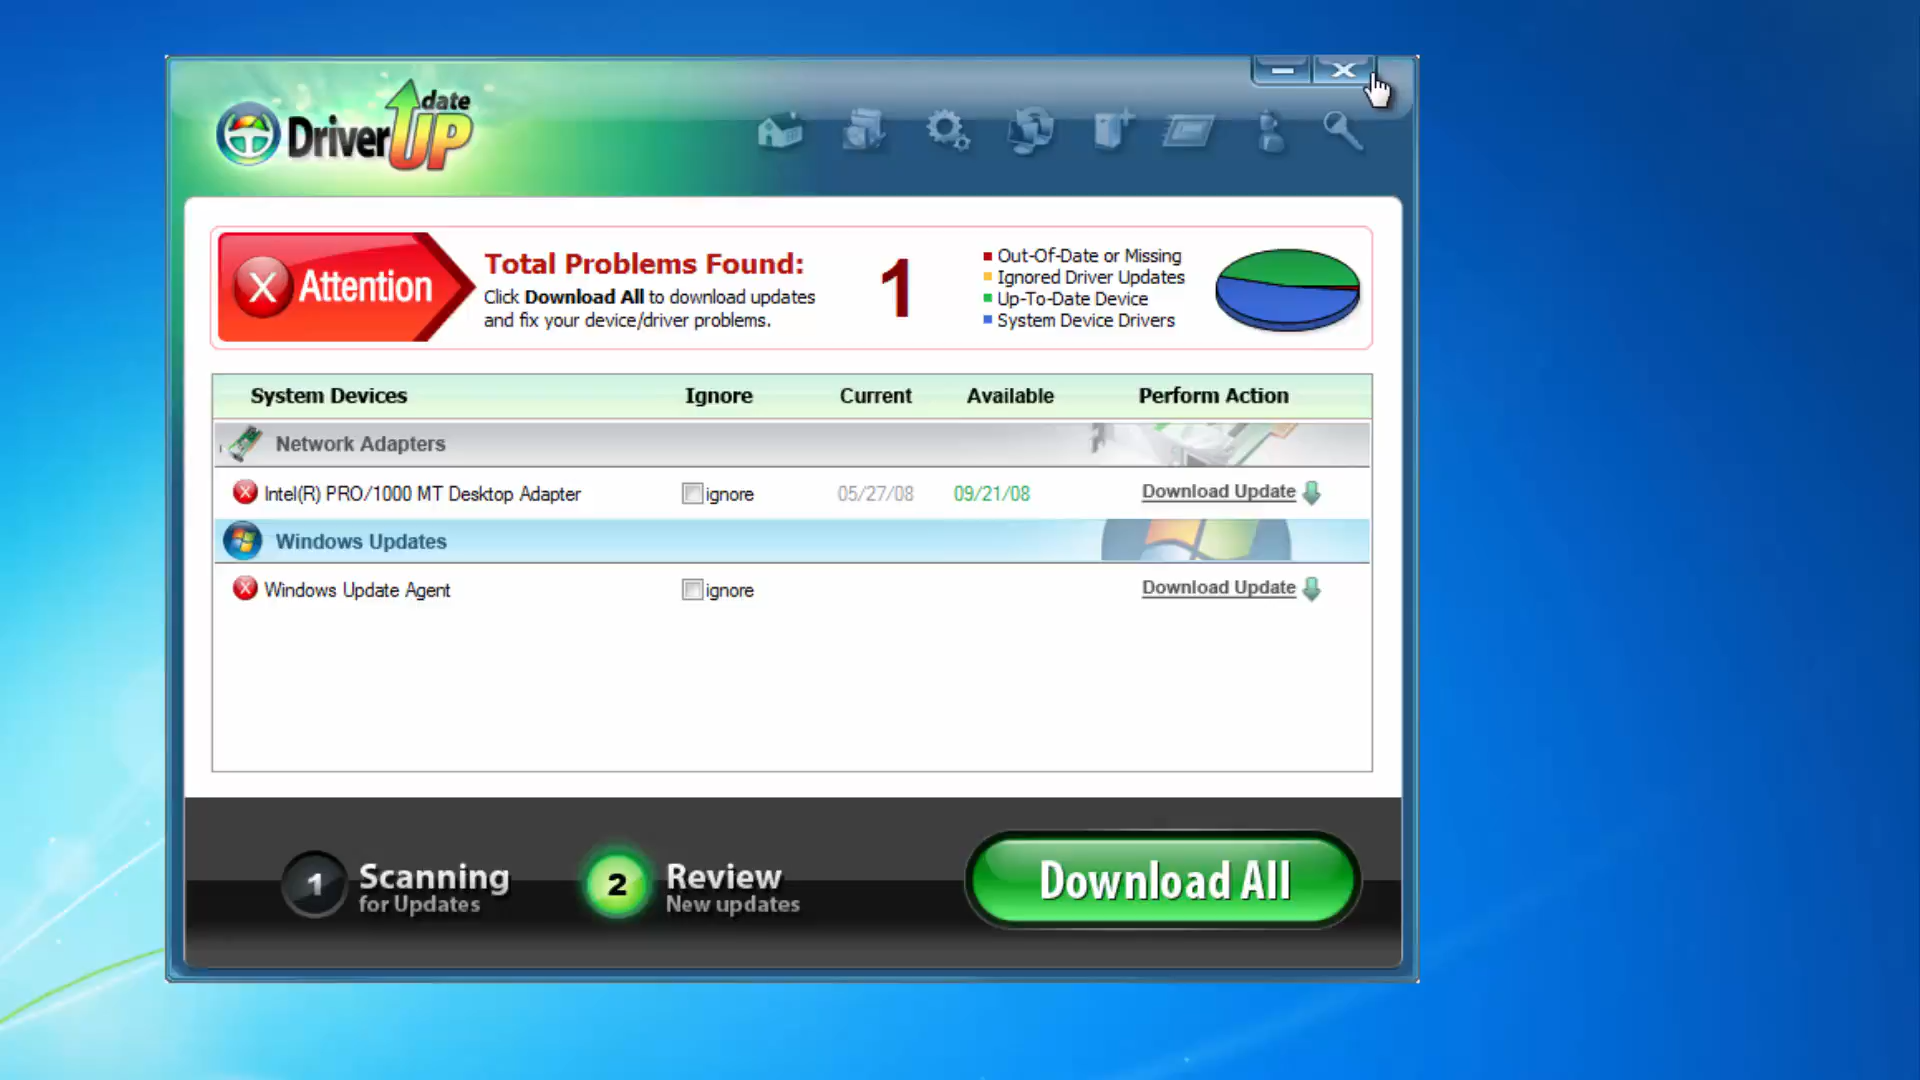 Driver UPdate
Attention
Total Problems Found:
Click Download All to download updates
and fix your device/driver problems.
1
Out-Of-Date or Missing
Ignored Driver Updates
Up-To-Date Device
System Device Drivers
System Devices Ignore Current Available Perform Action
Network Adapters
Intel(R) PRO/1000 MT Desktop Adapter ignore 05/27/08 09/21/08 Download Update
Windows Updates
Windows Update Agent ignore Download Update
1 Scanning
for Updates
2 Review
New updates
Download All